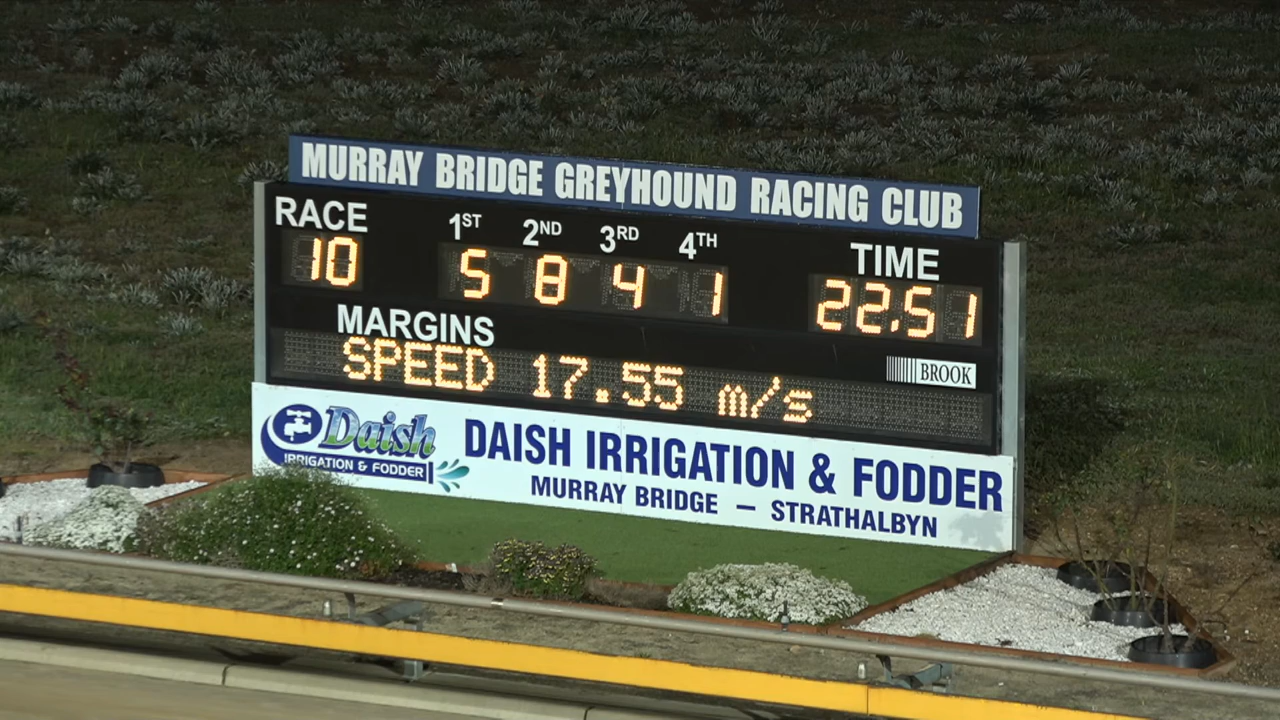 MURRAY BRIDGE GREYHOUND RACING CLUB
RACE 1ST 2ND 3RD 4TH TIME
10 5 8 4 1 22.51
MARGINS
SPEED 17.55 m/s
BROOK
Daish
IRRIGATION & FODDER
DAISH IRRIGATION & FODDER
MURRAY BRIDGE – STRATHALBYN